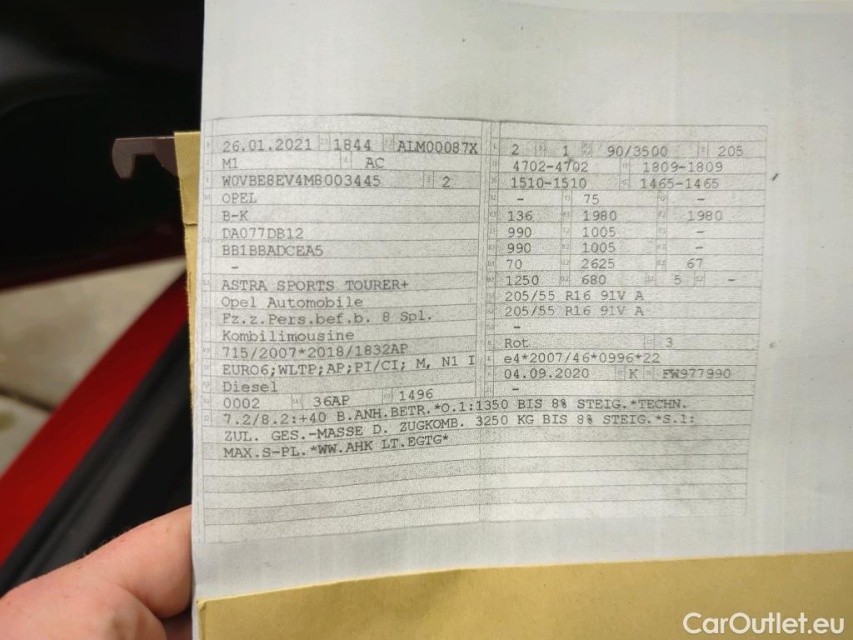 26.01.2021 1844 ALM00087X
M1 AC
W0VBE8EV4M8003445 2
OPEL
B-K
DA077DB12
BB1BBADCEA5
-
ASTRA SPORTS TOURER+
Opel Automobile
Fz.z.Pers.bef.b. 8 Spl.
Kombilimousine
715/2007*2018/1832AP
EURO6;WLTP;AP;PI/CI; M, N1 I
Diesel
0002 36AP 1496
2 1 90/3500 205
4702-4702 1809-1809
1510-1510 1465-1465
- 75 -
136 1980 1980
990 1005 -
990 1005 -
70 2625 67
1250 680 5 -
205/55 R16 91V A
205/55 R16 91V A
-
Rot 3
e4*2007/46*0996*22
04.09.2020 K FW977990
-
7.2/8.2:+40 B.ANH.BETR.*O.1:1350 BIS 8% STEIG.*TECHN.
ZUL. GES.-MASSE D. ZUGKOMB. 3250 KG BIS 8% STEIG.*S.1:
MAX.S-PL.*WW.AHK LT.EGTG*
CarOutlet.eu